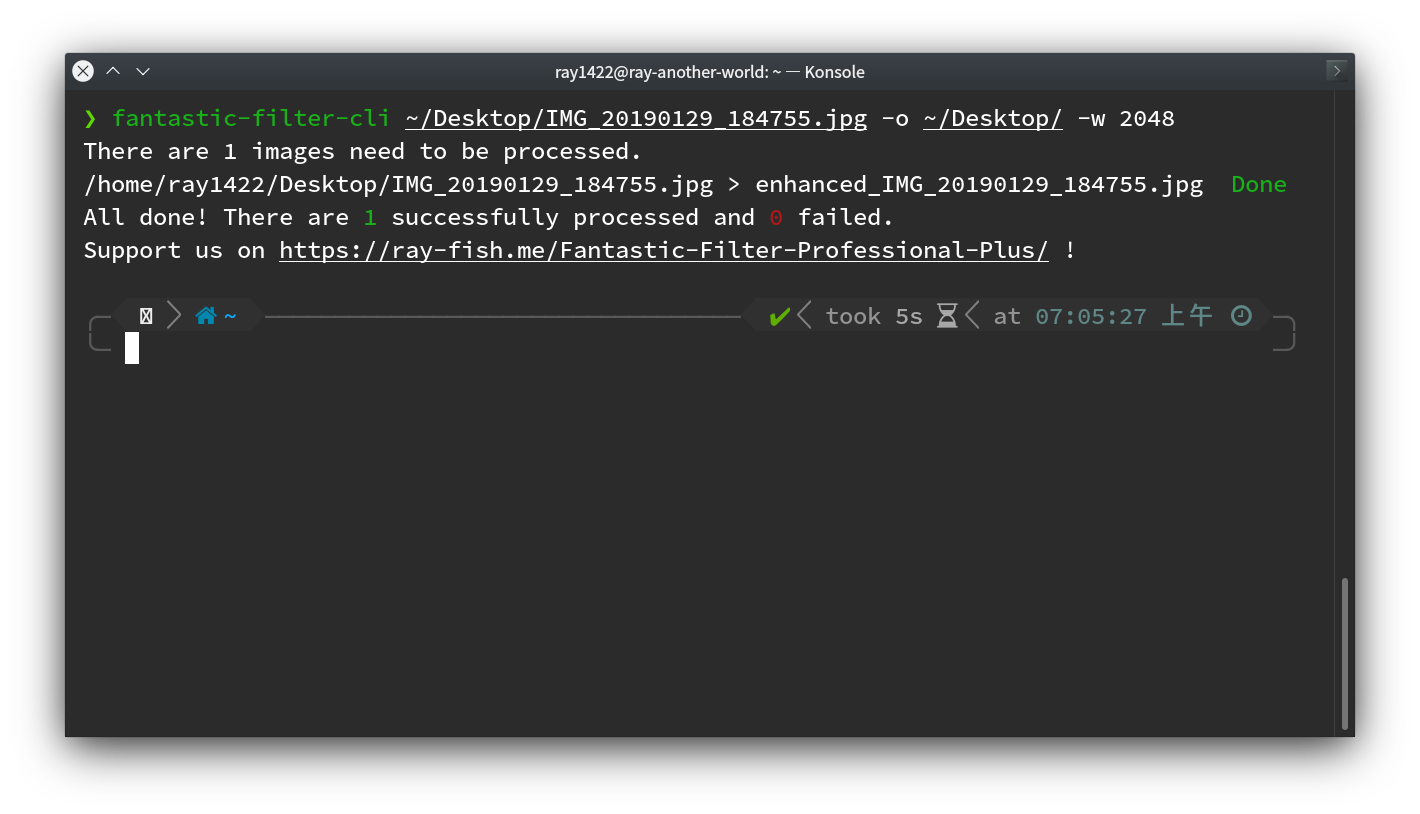 ray1422@ray-another-world: ~ — Konsole
❯ fantastic-filter-cli ~/Desktop/IMG_20190129_184755.jpg -o ~/Desktop/ -w 2048
There are 1 images need to be processed.
/home/ray1422/Desktop/IMG_20190129_184755.jpg > enhanced_IMG_20190129_184755.jpg  Done
All done! There are 1 successfully processed and 0 failed.
Support us on https://ray-fish.me/Fantastic-Filter-Professional-Plus/ !
~ ✔ took 5s at 07:05:27 上午